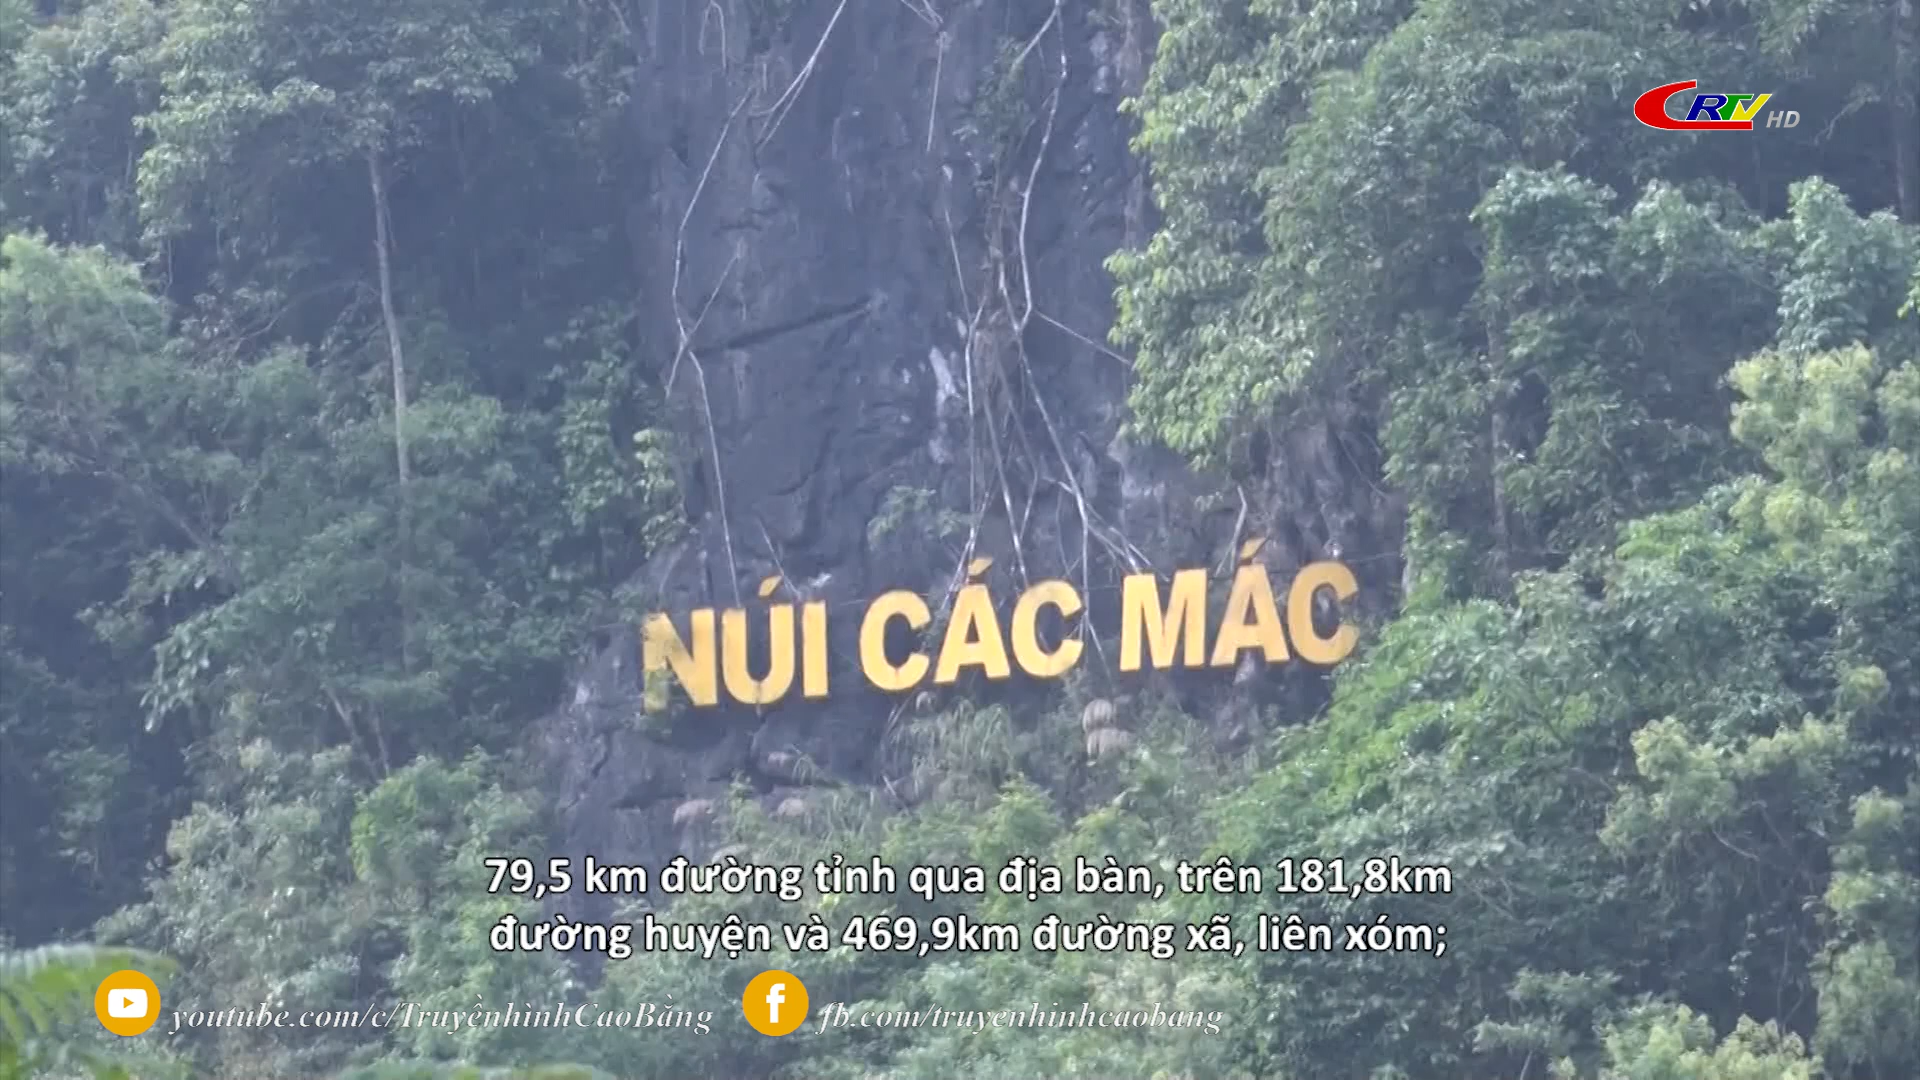 CRTV HD
NÚI CÁC MÁC
79,5 km đường tỉnh qua địa bàn, trên 181,8km
đường huyện và 469,9km đường xã, liên xóm;
youtube.com/c/TruyềnhìnhCaoBằng
fb.com/truyenhinhcaobang